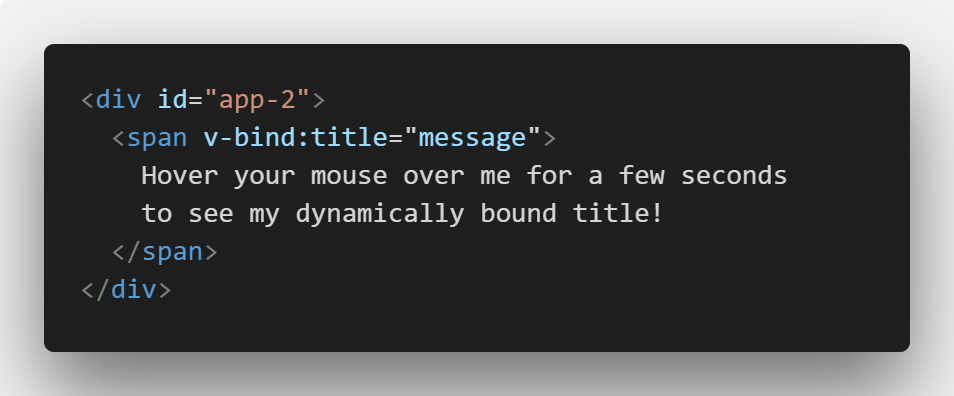 <div id="app-2">
  <span v-bind:title="message">
    Hover your mouse over me for a few seconds
    to see my dynamically bound title!
  </span>
</div>